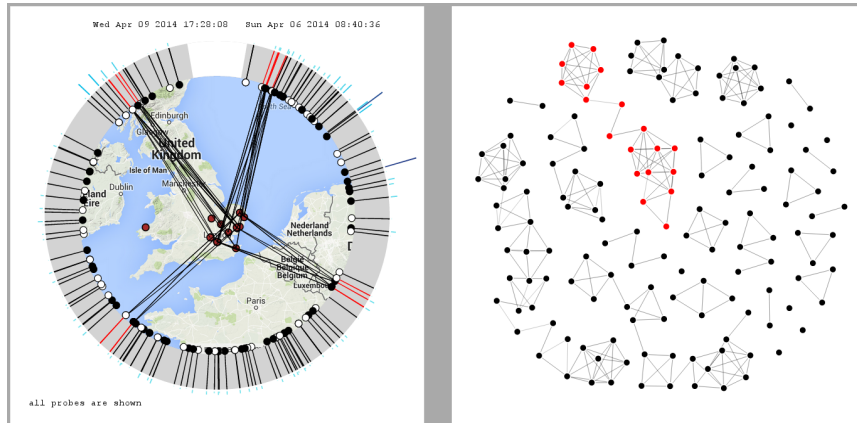 Wed Apr 09 2014 17:28:08 Sun Apr 06 2014 08:40:36
Edinburgh
Glasgow
United
Kingdom
Isle of Man
Dublin
Manchester
Nederland
Netherlands
België
Belgique
Belgium
Luxembou
Paris
all probes are shown